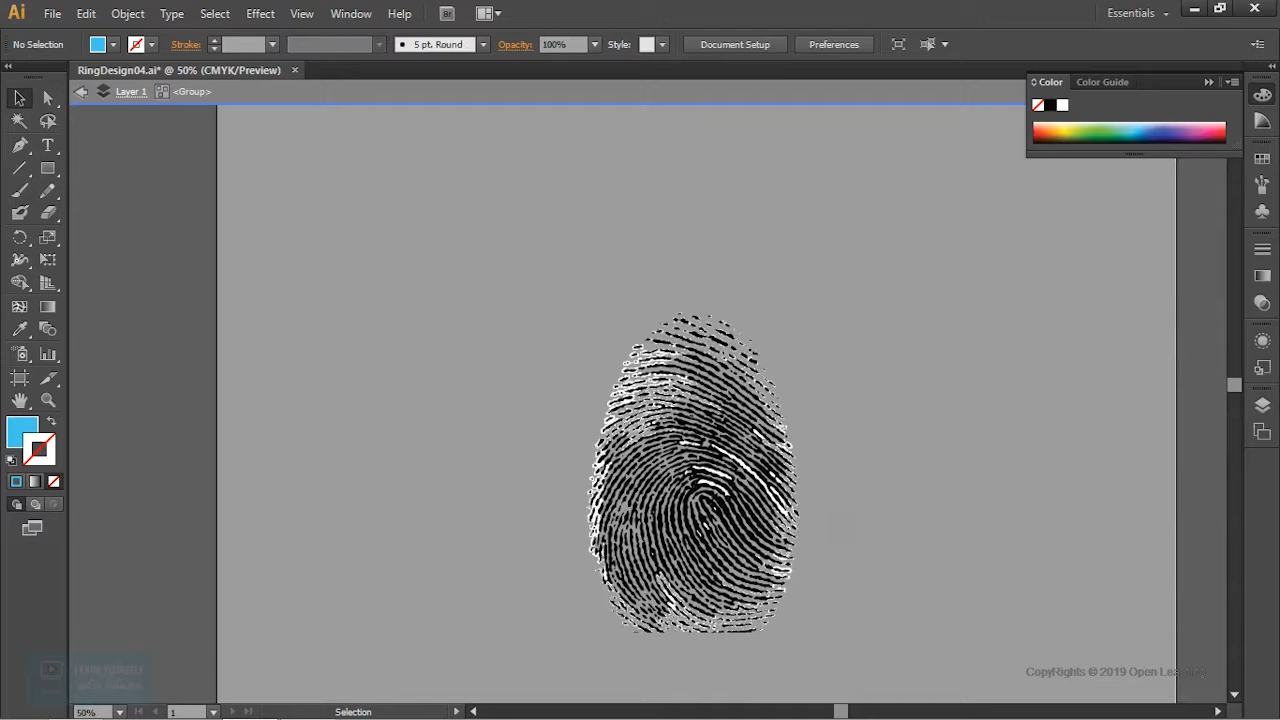 Ai File Edit Object Type Select Effect View Window Help Br Essentials
No Selection Stroke: 5 pt. Round Opacity: 100% Style: Document Setup Preferences
RingDesign04.ai* @ 50% (CMYK/Preview)
Layer 1 <Group>
Color Color Guide
CopyRights © 2019 Open Learning
50% 1 Selection